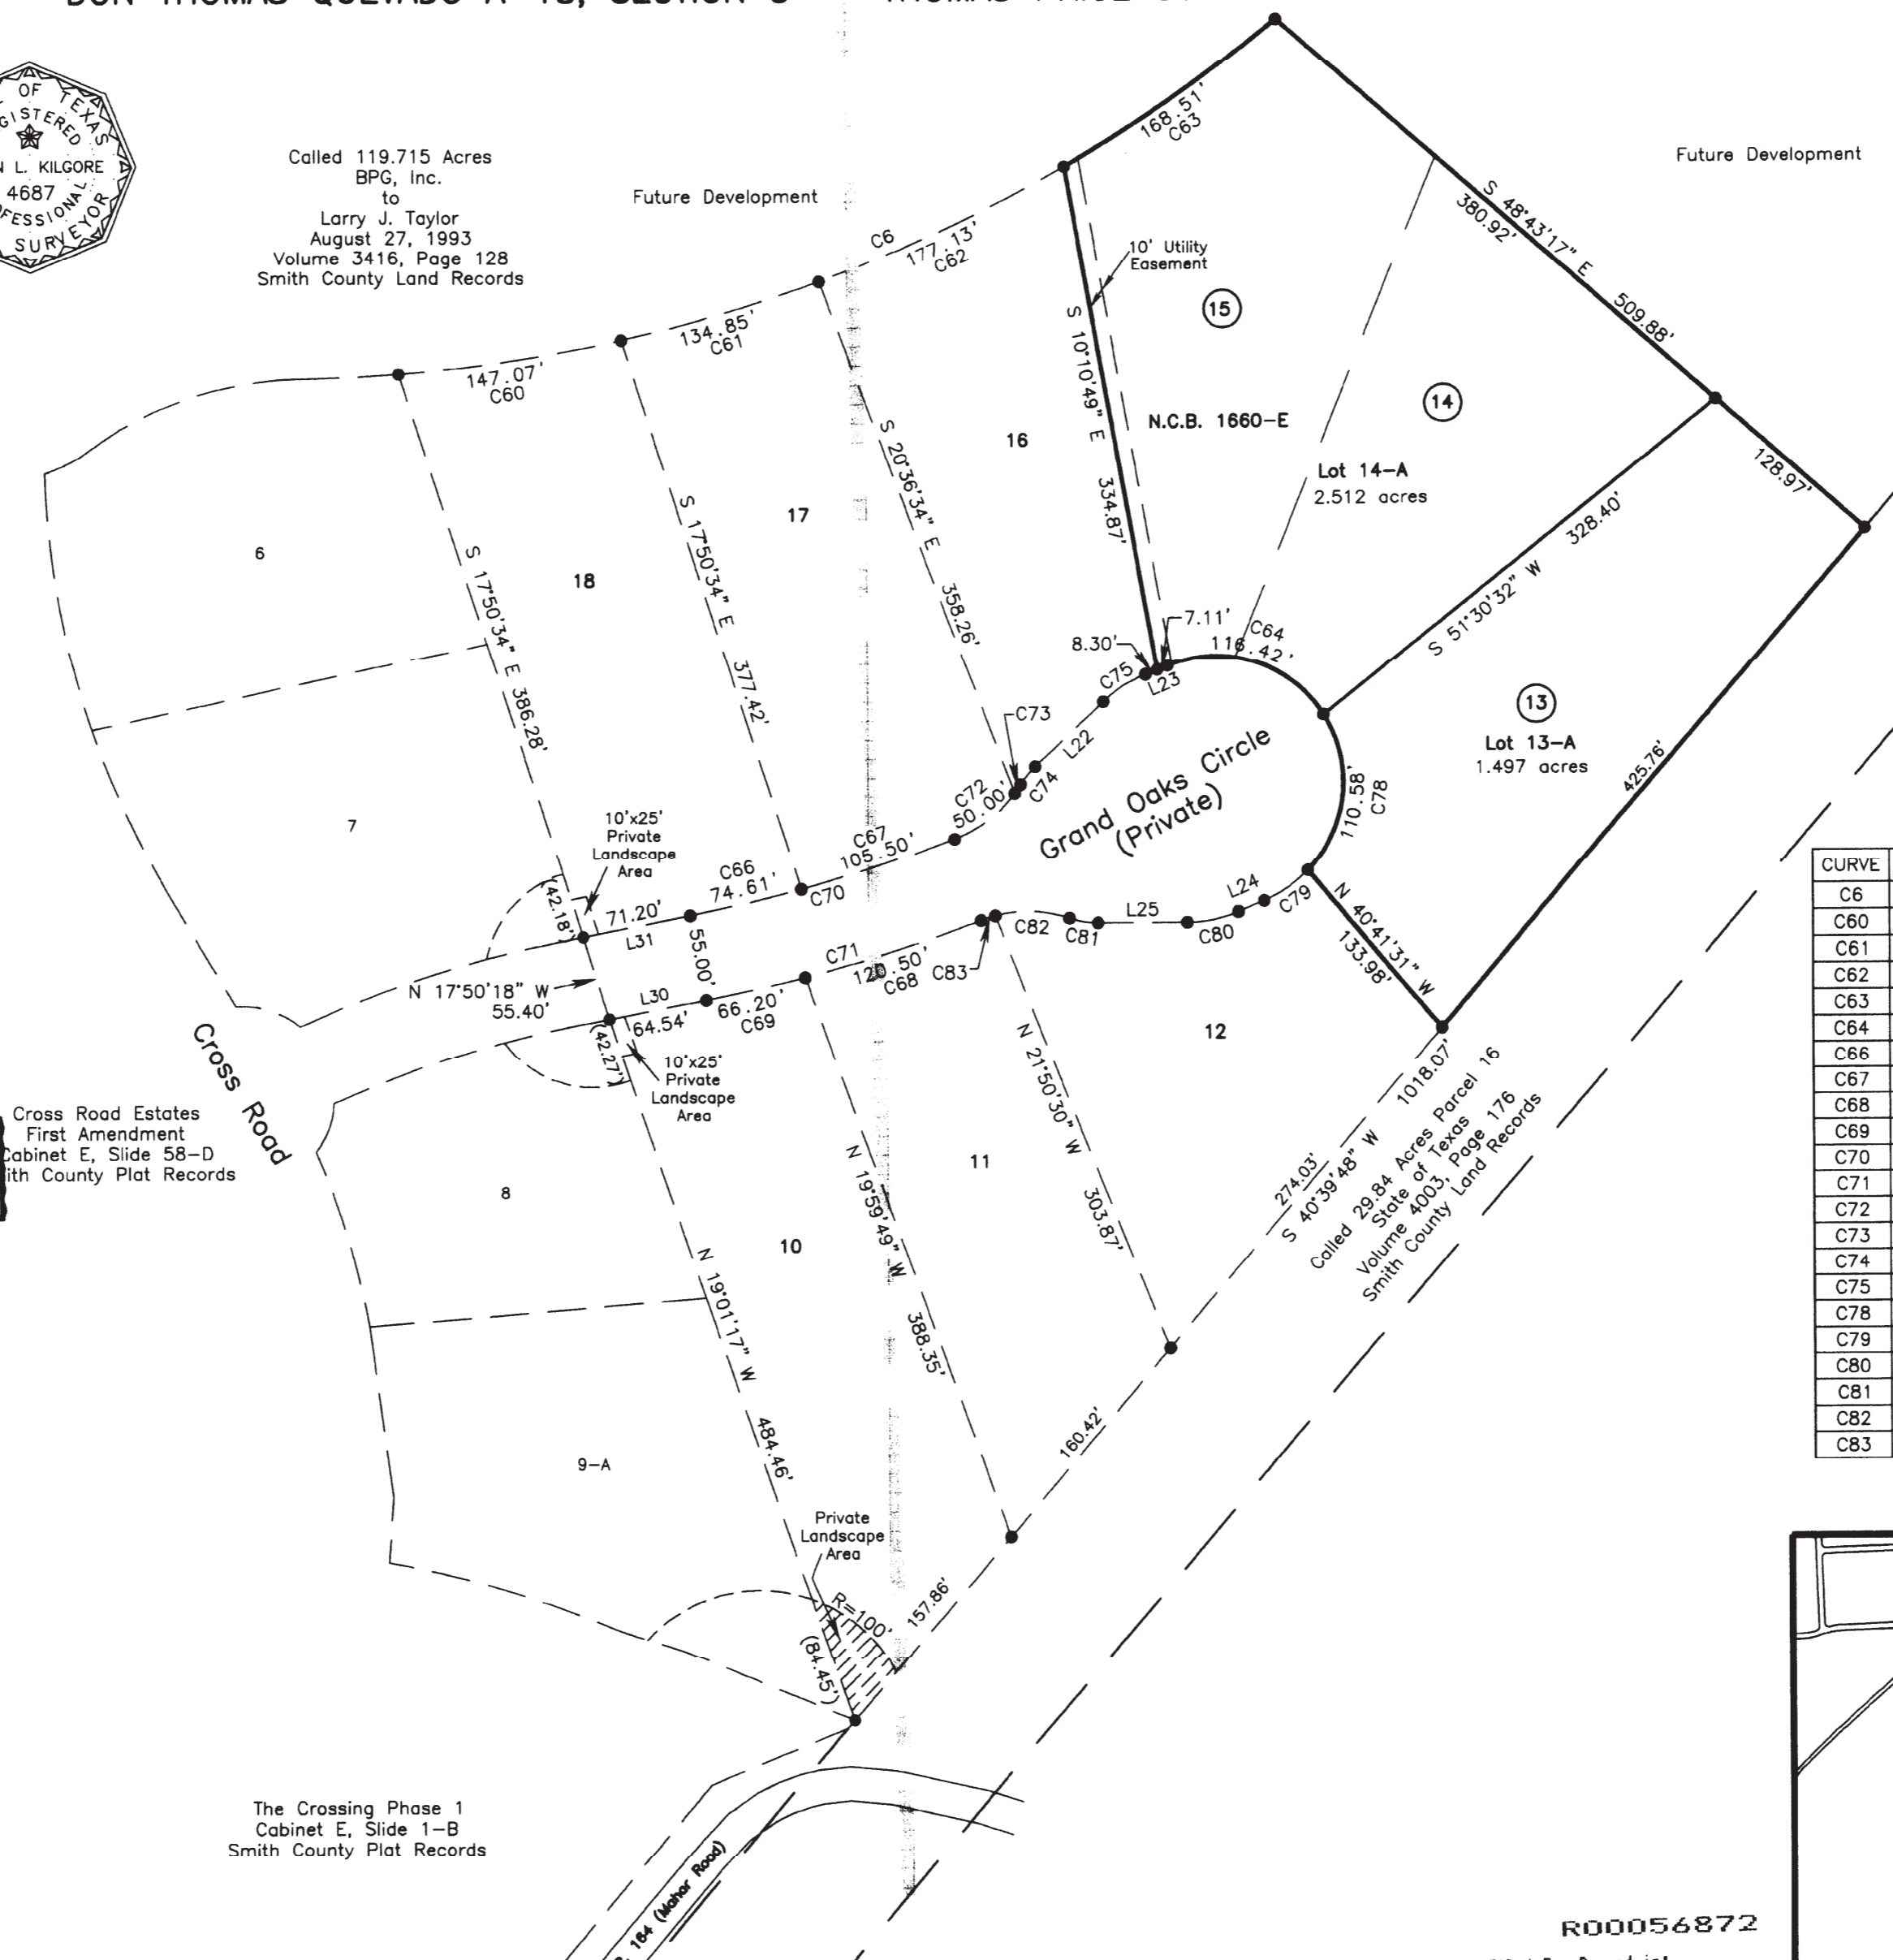 DON THOMAS QUEVADO A-18, SECTION 3
OF TEXAS
REGISTERED
L. KILGORE
4687
PROFESSIONAL
SURVEYOR
Called 119.715 Acres
BPG, Inc.
to
Larry J. Taylor
August 27, 1993
Volume 3416, Page 128
Smith County Land Records
Future Development
Future Development
168.51'
C63
C6
177.13'
C62
134.85'
C61
147.07'
C60
10' Utility
Easement
S 48°43'17" E
380.92'
509.88'
128.97'
15
14
N.C.B. 1660-E
Lot 14-A
2.512 acres
S 10°10'49" E
334.87'
16
17
18
6
7
S 20°36'34" E
358.26'
S 17°50'34" E
377.42'
S 17°50'34" E 386.28'
S 51°30'32" W
328.40'
13
Lot 13-A
1.497 acres
425.76'
7.11'
8.30'
C64
116.42'
C75
L23
C73
L22
C74
C72
50.00'
Grand Oaks Circle
(Private)
110.58'
C78
C67
105.50'
C70
C66
74.61'
10'x25'
Private
Landscape
Area
(42.18')
71.20'
L31
55.00'
N 17°50'18" W
55.40'
L30
64.54'
66.20'
C69
C71
C68
C83
C82
C81
L25
C80
L24
C79
N 40°41'31" W
133.98'
(42.27')
10'x25'
Private
Landscape
Area
Cross Road
Cross Road Estates
First Amendment
Cabinet E, Slide 58-D
Smith County Plat Records
12
11
10
8
9-A
N 21°50'30" W
303.87'
N 19°59'49" W
388.35'
N 19°01'17" W
484.46'
1018.07'
274.03'
S 40°39'48" W
Called 29.84 Acres Parcel 16
State of Texas
Volume 4003, Page 176
Smith County Land Records
160.42'
157.86'
Private
Landscape
Area
R=100'
(84.45')
The Crossing Phase 1
Cabinet E, Slide 1-B
Smith County Plat Records
164 (Mahar Road)
CURVE
C6
C60
C61
C62
C63
C64
C66
C67
C68
C69
C70
C71
C72
C73
C74
C75
C78
C79
C80
C81
C82
C83
R00056872